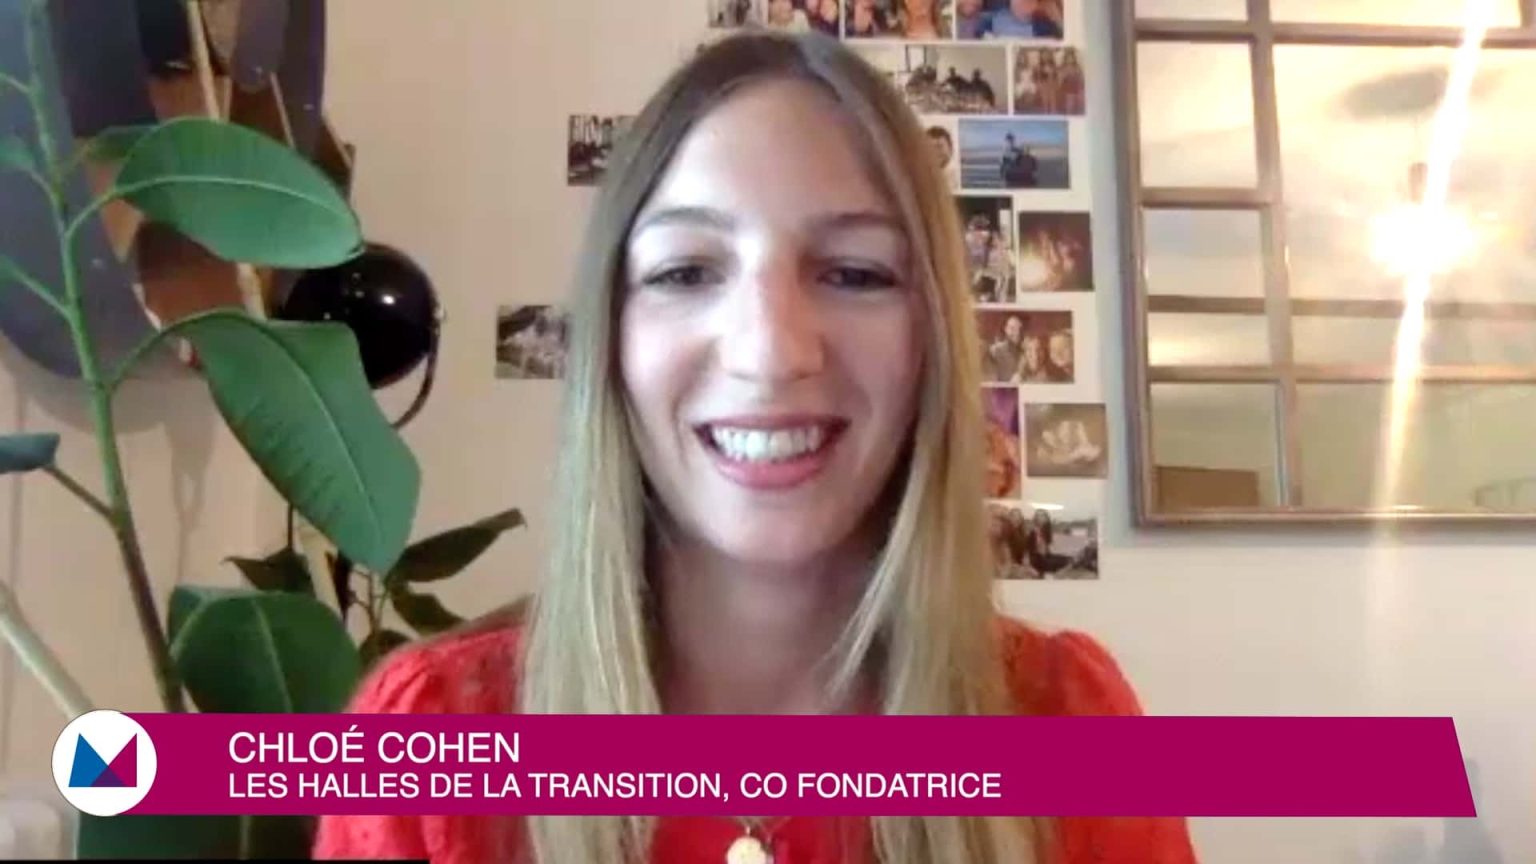 CHLOÉ COHEN
LES HALLES DE LA TRANSITION, CO FONDATRICE